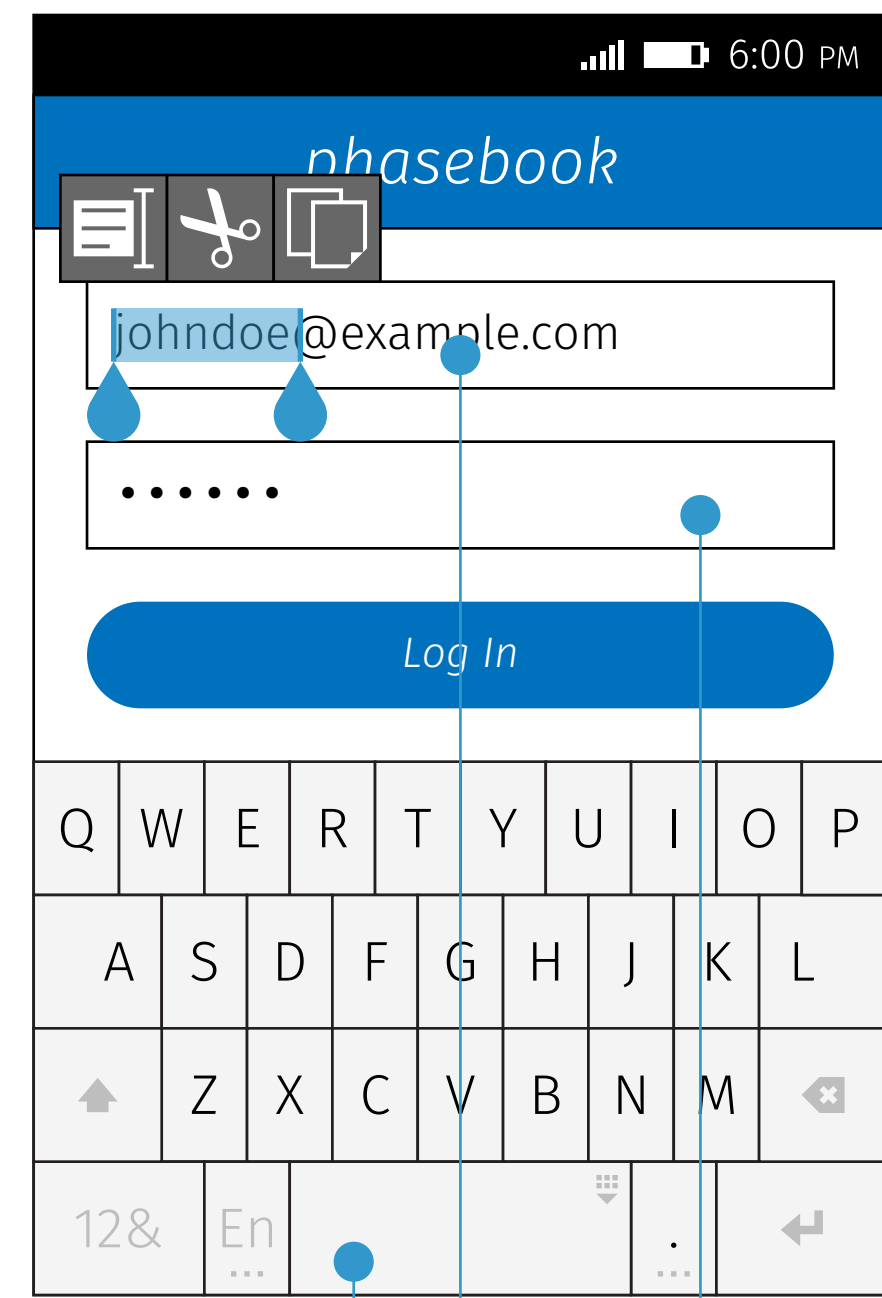 6:00 PM
phasebook
johndoe@example.com
••••••
Log In
Q W E R T Y U I O P
A S D F G H J K L
Z X C V B N M
12& En .